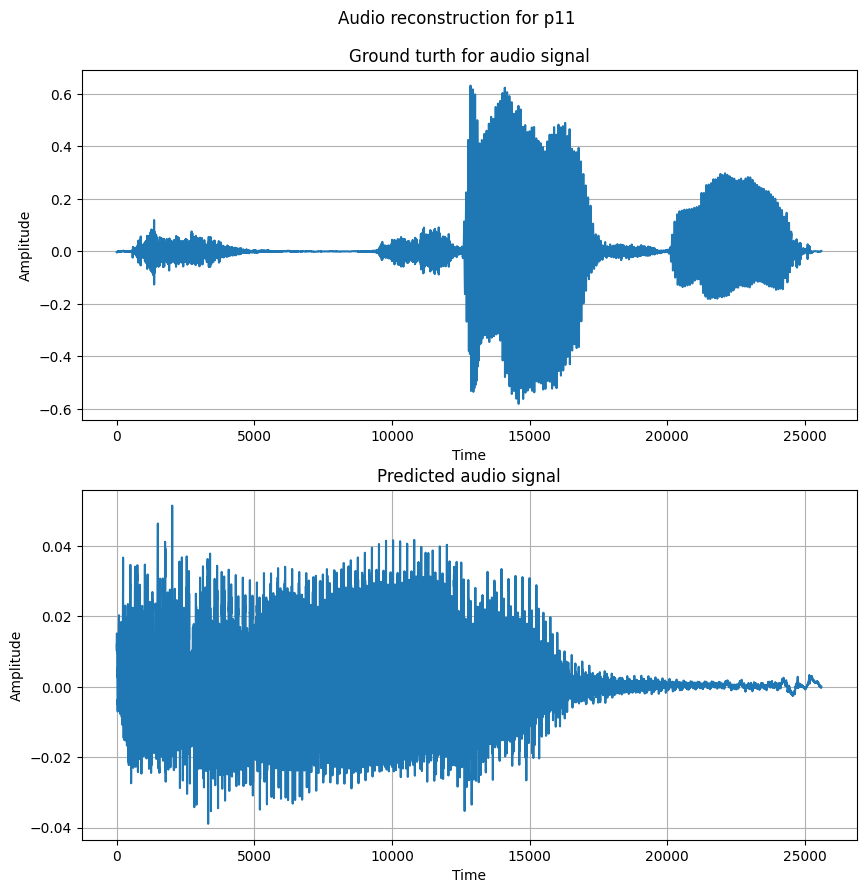 Audio reconstruction for p11
Ground turth for audio signal
0.6
0.4
0.2
0.0
−0.2
−0.4
−0.6
Amplitude
0 5000 10000 15000 20000 25000
Time
Predicted audio signal
0.04
0.02
0.00
−0.02
−0.04
Amplitude
0 5000 10000 15000 20000 25000
Time